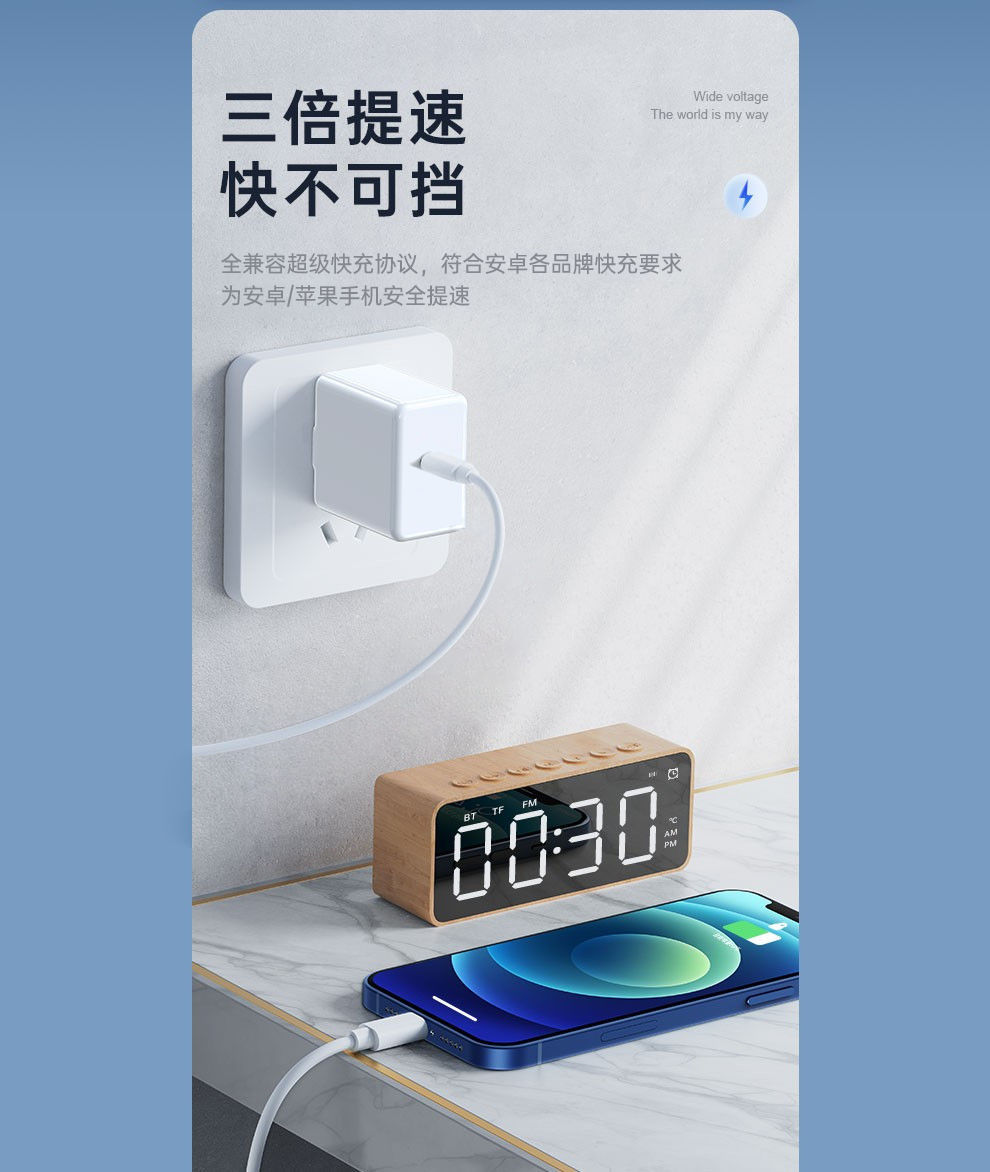 三倍提速
快不可挡
Wide voltage
The world is my way
全兼容超级快充协议，符合安卓各品牌快充要求
为安卓/苹果手机安全提速
BT TF FM
00:30
℃
AM
PM